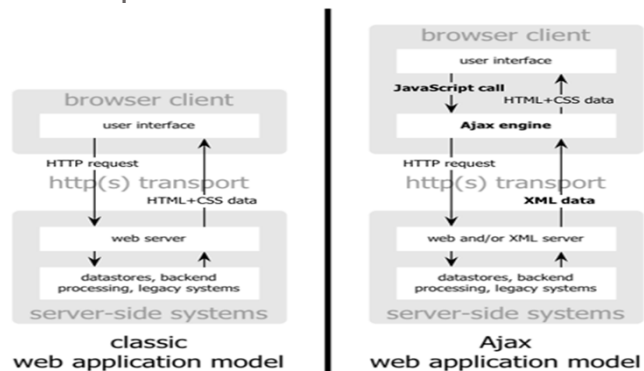 browser client
user interface
HTTP request
http(s) transport
HTML+CSS data
web server
datastores, backend
processing, legacy systems
server-side systems
classic
web application model
browser client
user interface
JavaScript call
HTML+CSS data
Ajax engine
HTTP request
http(s) transport
XML data
web and/or XML server
datastores, backend
processing, legacy systems
server-side systems
Ajax
web application model